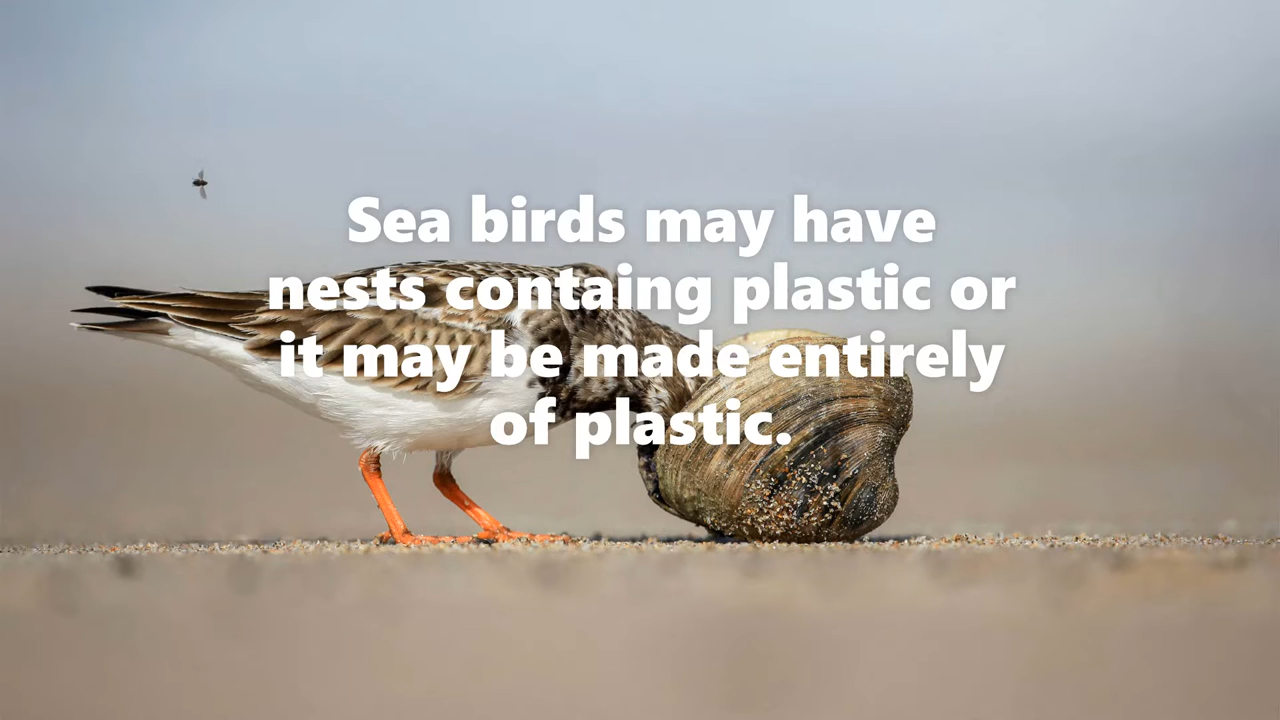 Sea birds may have
nests containg plastic or
it may be made entirely
of plastic.